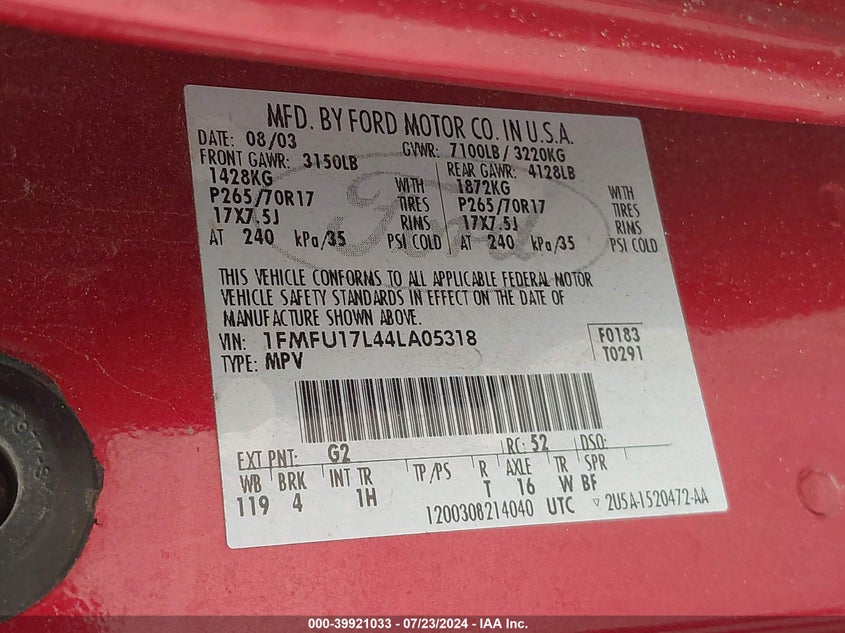 MFD. BY FORD MOTOR CO. IN U.S.A.
DATE: 08/03 GVWR: 7100LB / 3220KG
FRONT GAWR: 3150LB REAR GAWR: 4128LB
1428KG WITH 1872KG WITH
P265/70R17 TIRES P265/70R17 TIRES
17X7.5J RIMS 17X7.5J RIMS
AT 240 kPa/35 PSI COLD AT 240 kPa/35 PSI COLD
Ford
THIS VEHICLE CONFORMS TO ALL APPLICABLE FEDERAL MOTOR
VEHICLE SAFETY STANDARDS IN EFFECT ON THE DATE OF
MANUFACTURE SHOWN ABOVE.
VIN: 1FMFU17L44LA05318 F0183
TYPE: MPV T0291
EXT PNT: G2 RC: 52 DSO:
WB BRK INT TR TP/PS R AXLE TR SPR
119 4 1H T 16 W BF
1200308214040 UTC ▽ 2U5A-1520472-AA
000-39921033 - 07/23/2024 - IAA Inc.